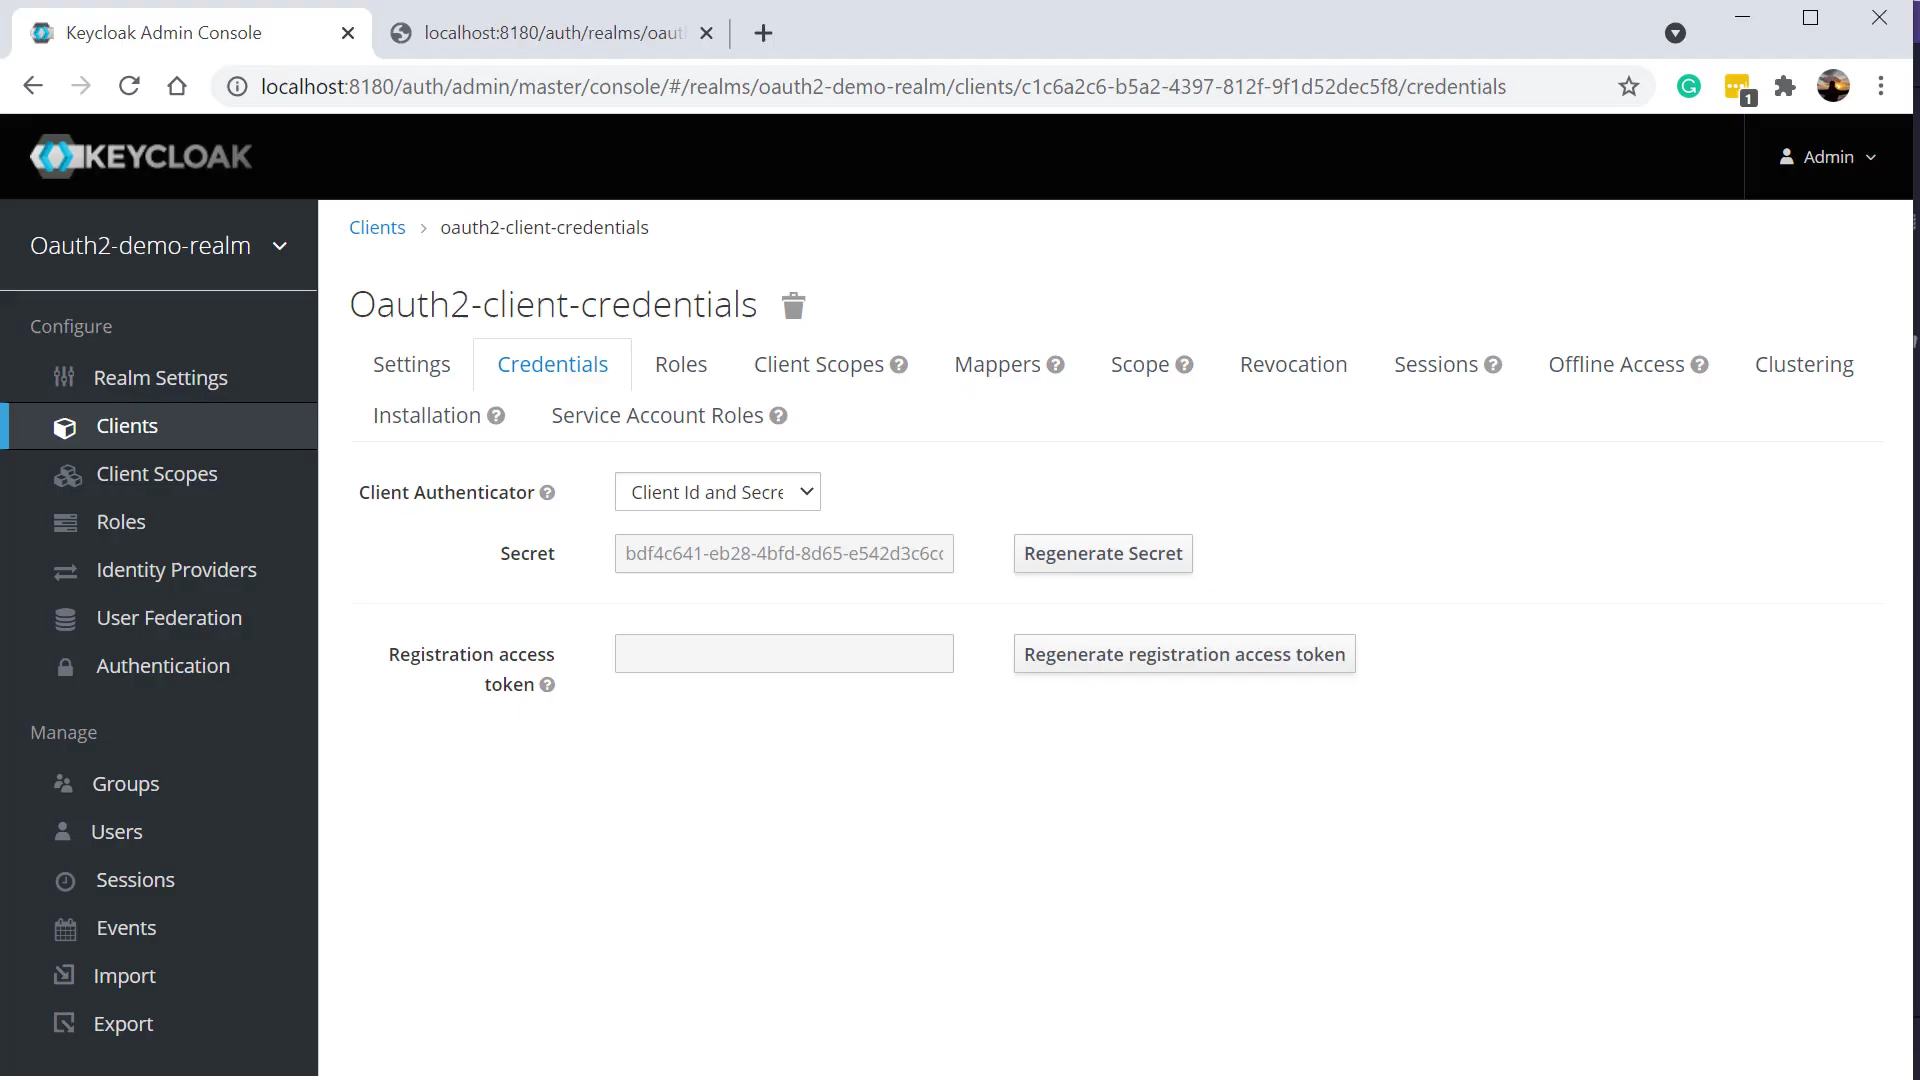 Keycloak Admin Console
localhost:8180/auth/realms/oaut
localhost:8180/auth/admin/master/console/#/realms/oauth2-demo-realm/clients/c1c6a2c6-b5a2-4397-812f-9f1d52dec5f8/credentials
1
KEYCLOAK
Admin
Oauth2-demo-realm
Configure
Realm Settings
Clients
Client Scopes
Roles
Identity Providers
User Federation
Authentication
Manage
Groups
Users
Sessions
Events
Import
Export
Clients > oauth2-client-credentials
Oauth2-client-credentials
Settings Credentials Roles Client Scopes Mappers Scope Revocation Sessions Offline Access Clustering
Installation Service Account Roles
Client Authenticator Client Id and Secre
Secret bdf4c641-eb28-4bfd-8d65-e542d3c6cc Regenerate Secret
Registration access token Regenerate registration access token